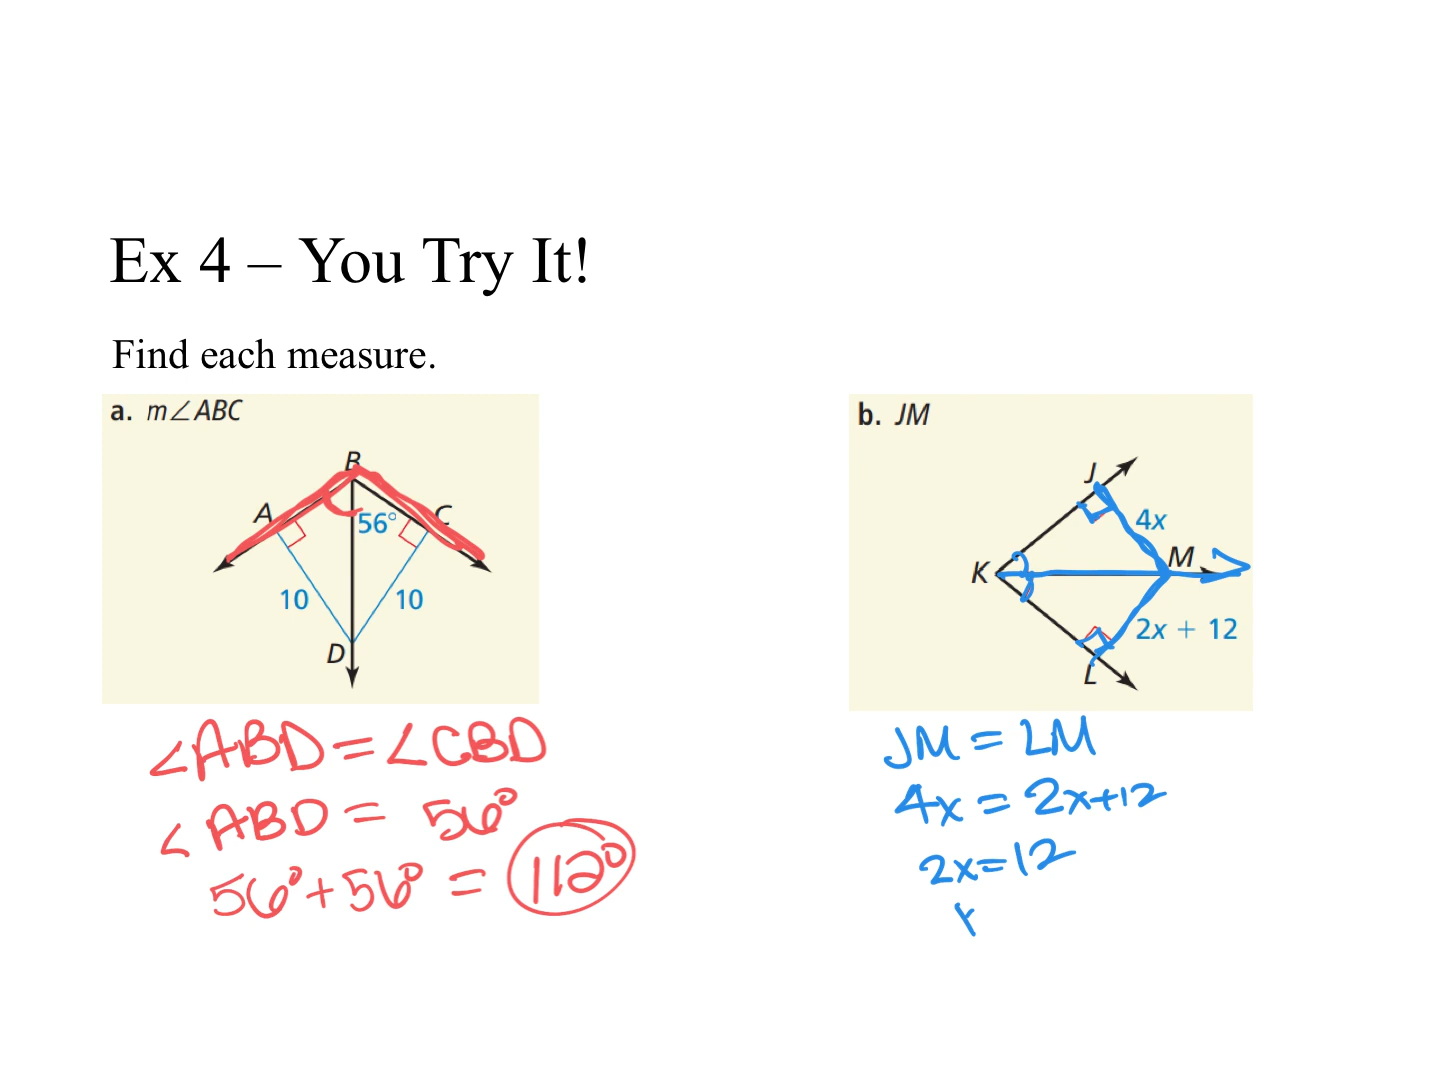 Ex 4 – You Try It!
Find each measure.
a. m∠ABC
B
A
C
56°
10
10
D
∠ABD = ∠CBD
∠ABD = 56°
56° + 56° = 112°
b. JM
J
4x
K
M
2x + 12
L
JM = LM
4x = 2x+12
2x = 12